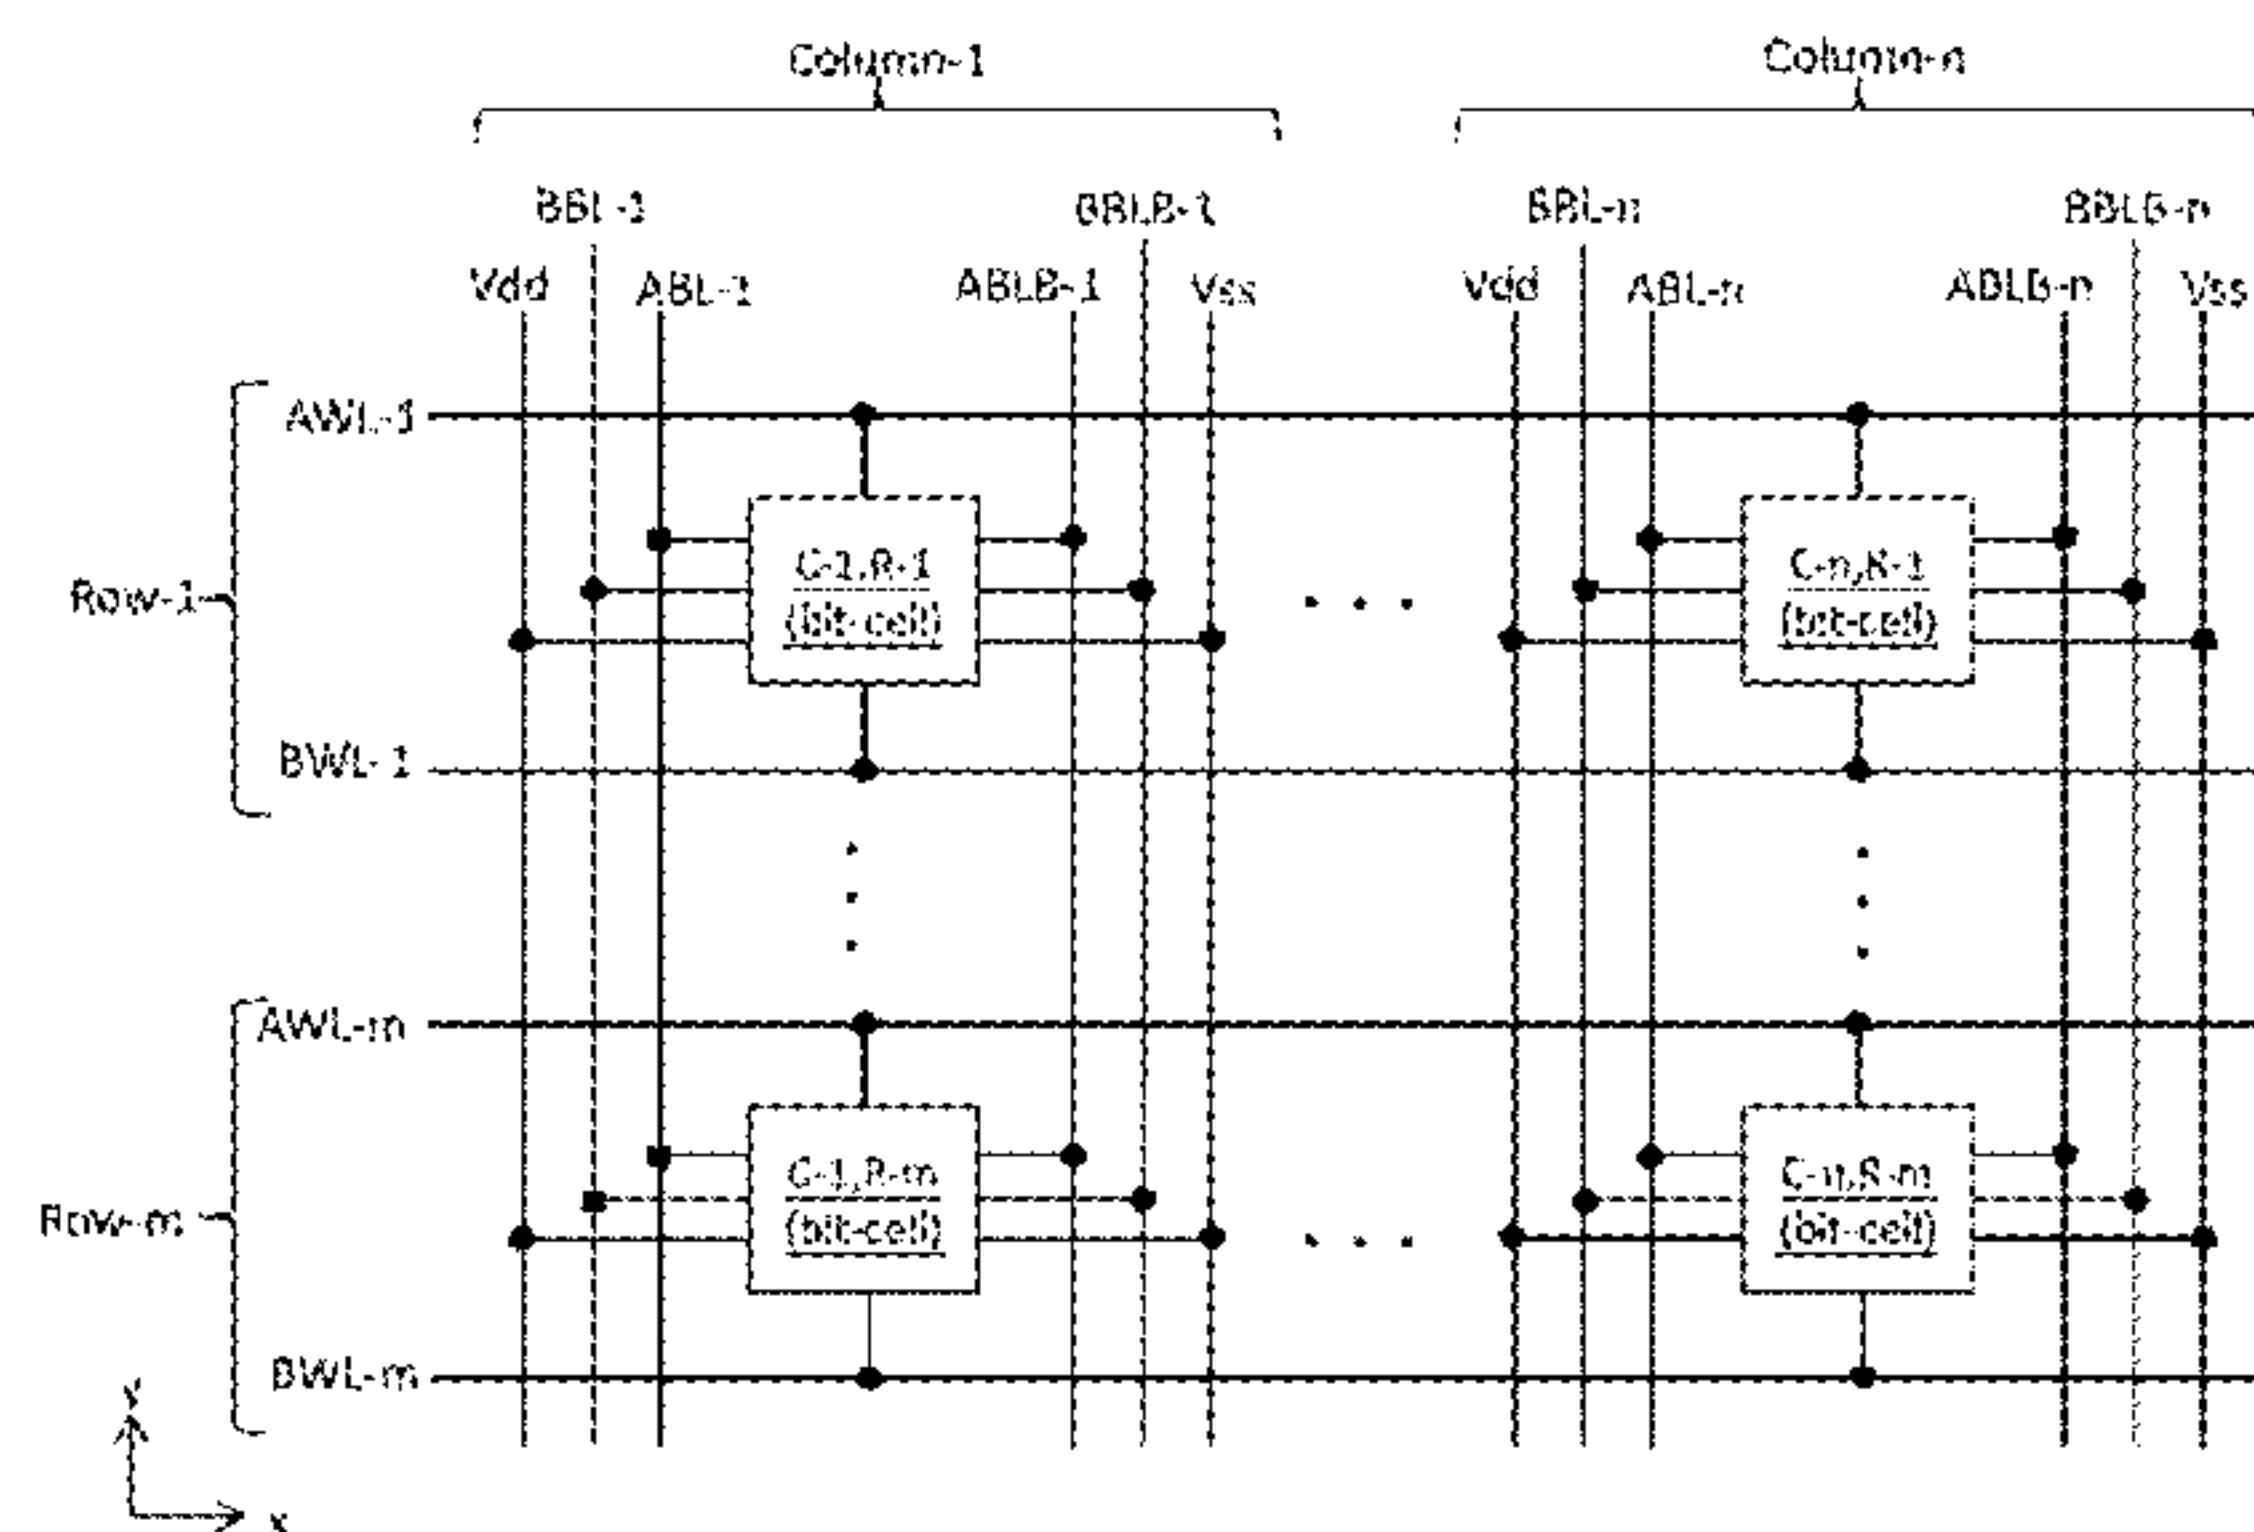 Column-1
Column-n
BBL-1
BBLB-1
BBL-n
BBLB-n
Vdd
ABL-1
ABLB-1
Vss
Vdd
ABL-n
ABLB-n
Vss
AWL-1
Row-1
C-1,R-1
(bit-cell)
C-n,R-1
(bit-cell)
BWL-1
AWL-m
Row-m
C-1,R-m
(bit-cell)
C-n,R-m
(bit-cell)
BWL-m
Y
X